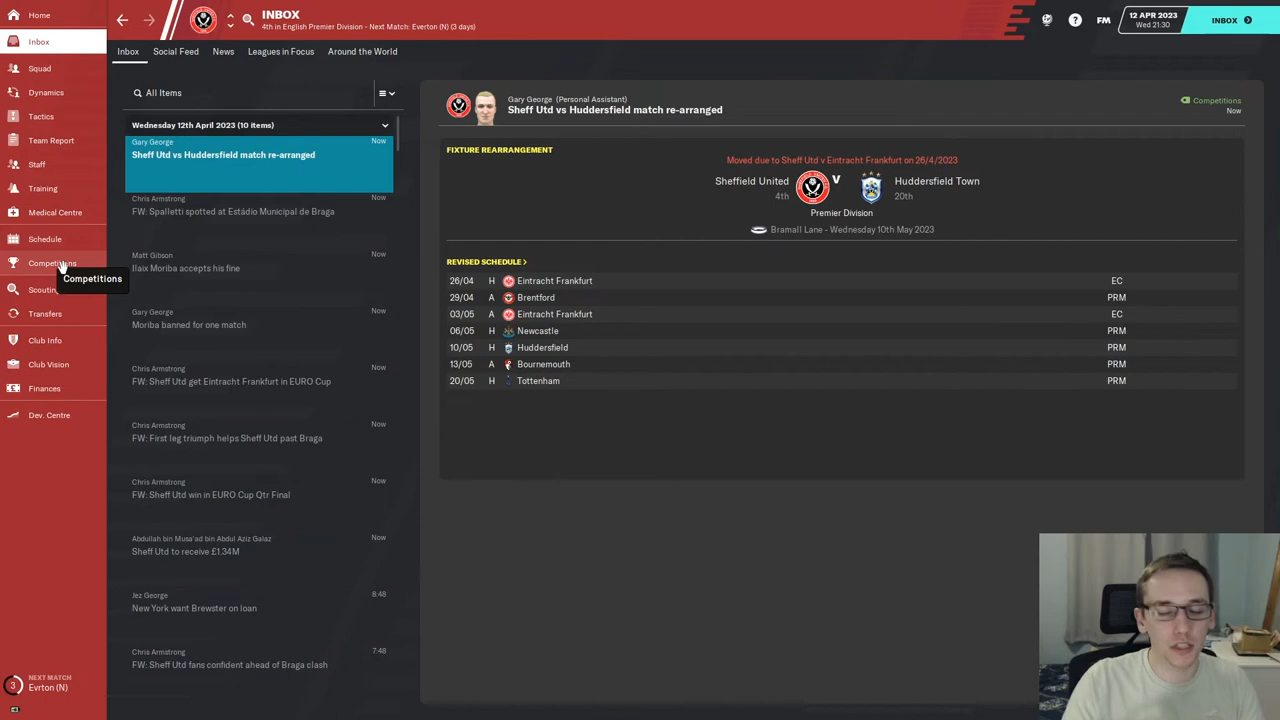 Home
INBOX
4th in English Premier Division - Next Match: Everton (N) (3 days)
?
FM
12 APR 2023
Wed 21:30
INBOX
Inbox
Squad
Dynamics
Tactics
Team Report
Staff
Training
Medical Centre
Schedule
Competitions
Competitions
Scouting
Transfers
Club Info
Club Vision
Finances
Dev. Centre
NEXT MATCH
3
Evrton (N)
Inbox
Social Feed
News
Leagues in Focus
Around the World
All Items
Wednesday 12th April 2023 (10 items)
Gary George
Now
Sheff Utd vs Huddersfield match re-arranged
Chris Armstrong
Now
FW: Spalletti spotted at Estádio Municipal de Braga
Matt Gibson
Now
Ilaix Moriba accepts his fine
Gary George
Now
Moriba banned for one match
Chris Armstrong
Now
FW: Sheff Utd get Eintracht Frankfurt in EURO Cup
Chris Armstrong
Now
FW: First leg triumph helps Sheff Utd past Braga
Chris Armstrong
Now
FW: Sheff Utd win in EURO Cup Qtr Final
Abdullah bin Musa'ad bin Abdul Aziz Galaz
Now
Sheff Utd to receive £1.34M
Jez George
8:48
New York want Brewster on loan
Chris Armstrong
7:48
FW: Sheff Utd fans confident ahead of Braga clash
Gary George (Personal Assistant)
Sheff Utd vs Huddersfield match re-arranged
Competitions
Now
FIXTURE REARRANGEMENT
Moved due to Sheff Utd v Eintracht Frankfurt on 26/4/2023
Sheffield United
4th
V
Huddersfield Town
20th
Premier Division
Bramall Lane - Wednesday 10th May 2023
REVISED SCHEDULE >
26/04 H Eintracht Frankfurt EC
29/04 A Brentford PRM
03/05 A Eintracht Frankfurt EC
06/05 H Newcastle PRM
10/05 H Huddersfield PRM
13/05 A Bournemouth PRM
20/05 H Tottenham PRM